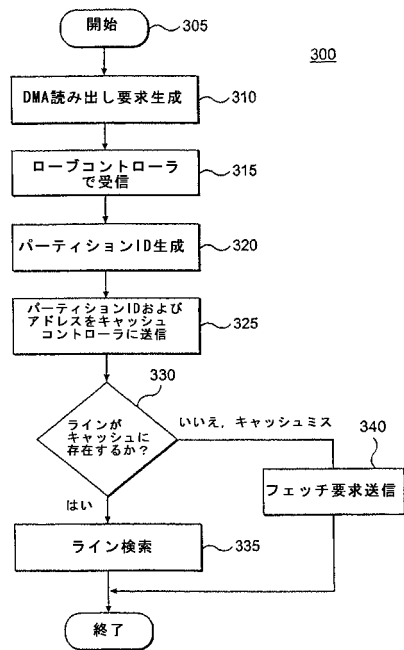 開始
305
300
DMA読み出し要求生成
310
ローブコントローラ
で受信
315
パーティションID生成
320
パーティションIDおよび
アドレスをキャッシュ
コントローラに送信
325
330
ラインが
キャッシュに
存在するか?
いいえ,キャッシュミス
340
フェッチ要求送信
はい
ライン検索
335
終了